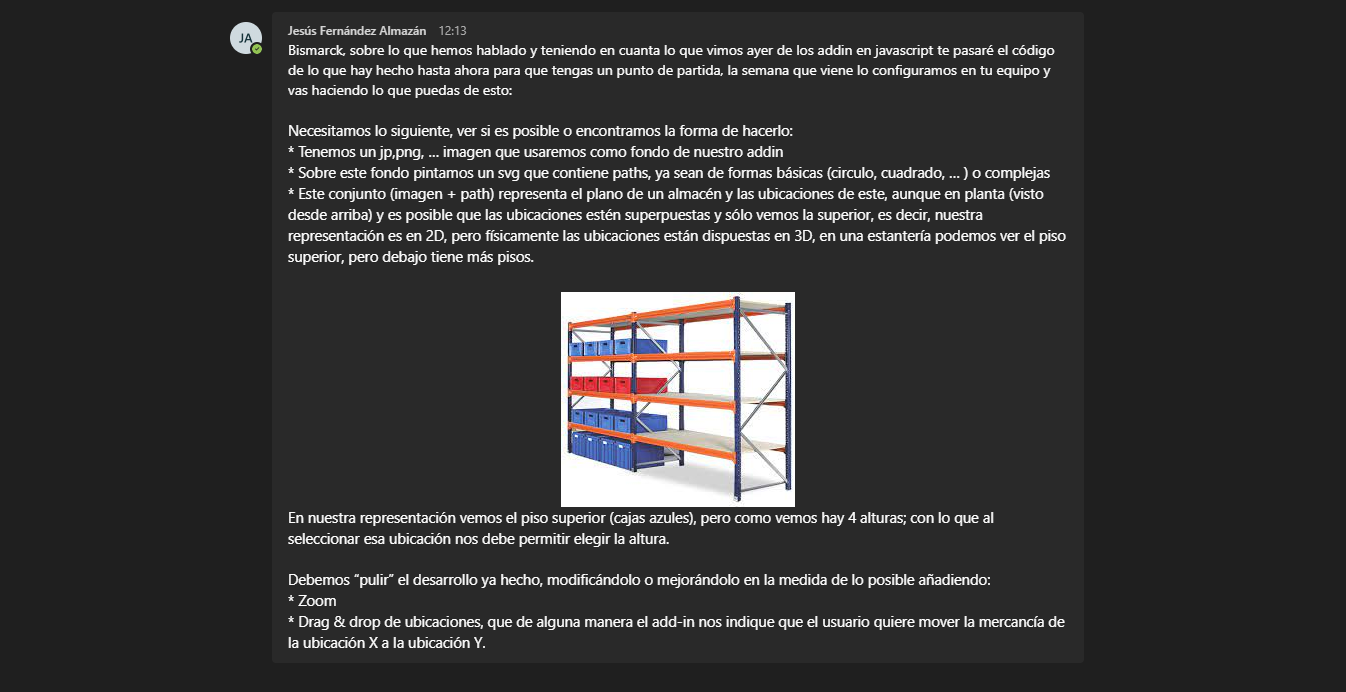 JA
Jesús Fernández Almazán 12:13
Bismarck, sobre lo que hemos hablado y teniendo en cuanta lo que vimos ayer de los addin en javascript te pasaré el código
de lo que hay hecho hasta ahora para que tengas un punto de partida, la semana que viene lo configuramos en tu equipo y
vas haciendo lo que puedas de esto:
Necesitamos lo siguiente, ver si es posible o encontramos la forma de hacerlo:
* Tenemos un jp,png, ... imagen que usaremos como fondo de nuestro addin
* Sobre este fondo pintamos un svg que contiene paths, ya sean de formas básicas (circulo, cuadrado, ... ) o complejas
* Este conjunto (imagen + path) representa el plano de un almacén y las ubicaciones de este, aunque en planta (visto
desde arriba) y es posible que las ubicaciones estén superpuestas y sólo vemos la superior, es decir, nuestra
representación es en 2D, pero físicamente las ubicaciones están dispuestas en 3D, en una estantería podemos ver el piso
superior, pero debajo tiene más pisos.
En nuestra representación vemos el piso superior (cajas azules), pero como vemos hay 4 alturas; con lo que al
seleccionar esa ubicación nos debe permitir elegir la altura.
Debemos “pulir” el desarrollo ya hecho, modificándolo o mejorándolo en la medida de lo posible añadiendo:
* Zoom
* Drag & drop de ubicaciones, que de alguna manera el add-in nos indique que el usuario quiere mover la mercancía de
la ubicación X a la ubicación Y.